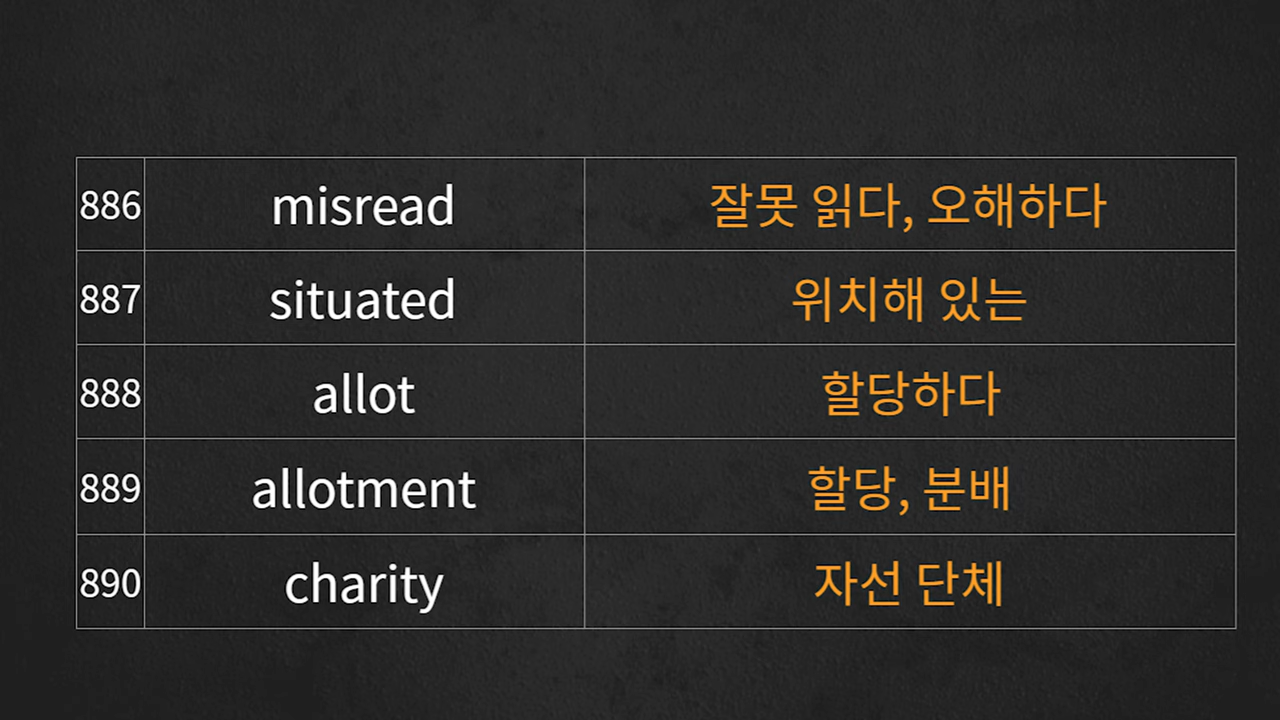 886 misread 잘못 읽다, 오해하다
887 situated 위치해 있는
888 allot 할당하다
889 allotment 할당, 분배
890 charity 자선 단체